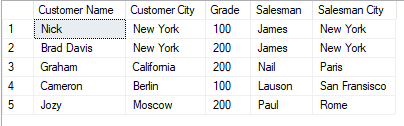 Customer Name Customer City Grade Salesman Salesman City
1 Nick New York 100 James New York
2 Brad Davis New York 200 James New York
3 Graham California 200 Nail Paris
4 Cameron Berlin 100 Lauson San Fransisco
5 Jozy Moscow 200 Paul Rome